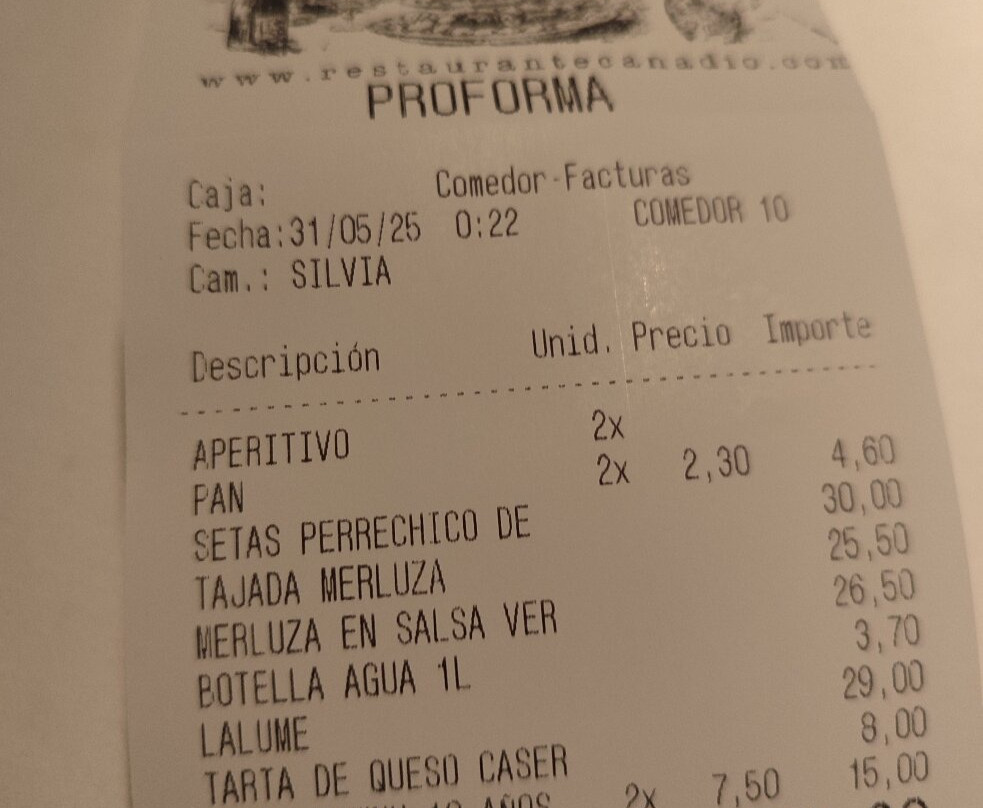 www.restaurantecanadio.com
PROFORMA
Caja: Comedor-Facturas
Fecha:31/05/25 0:22 COMEDOR 10
Cam.: SILVIA
Descripción Unid. Precio Importe
APERITIVO 2x
PAN 2x 2,30 4,60
SETAS PERRECHICO DE 30,00
TAJADA MERLUZA 25,50
MERLUZA EN SALSA VER 26,50
BOTELLA AGUA 1L 3,70
LALUME 29,00
TARTA DE QUESO CASER 8,00
10 AÑOS 2x 7,50 15,00